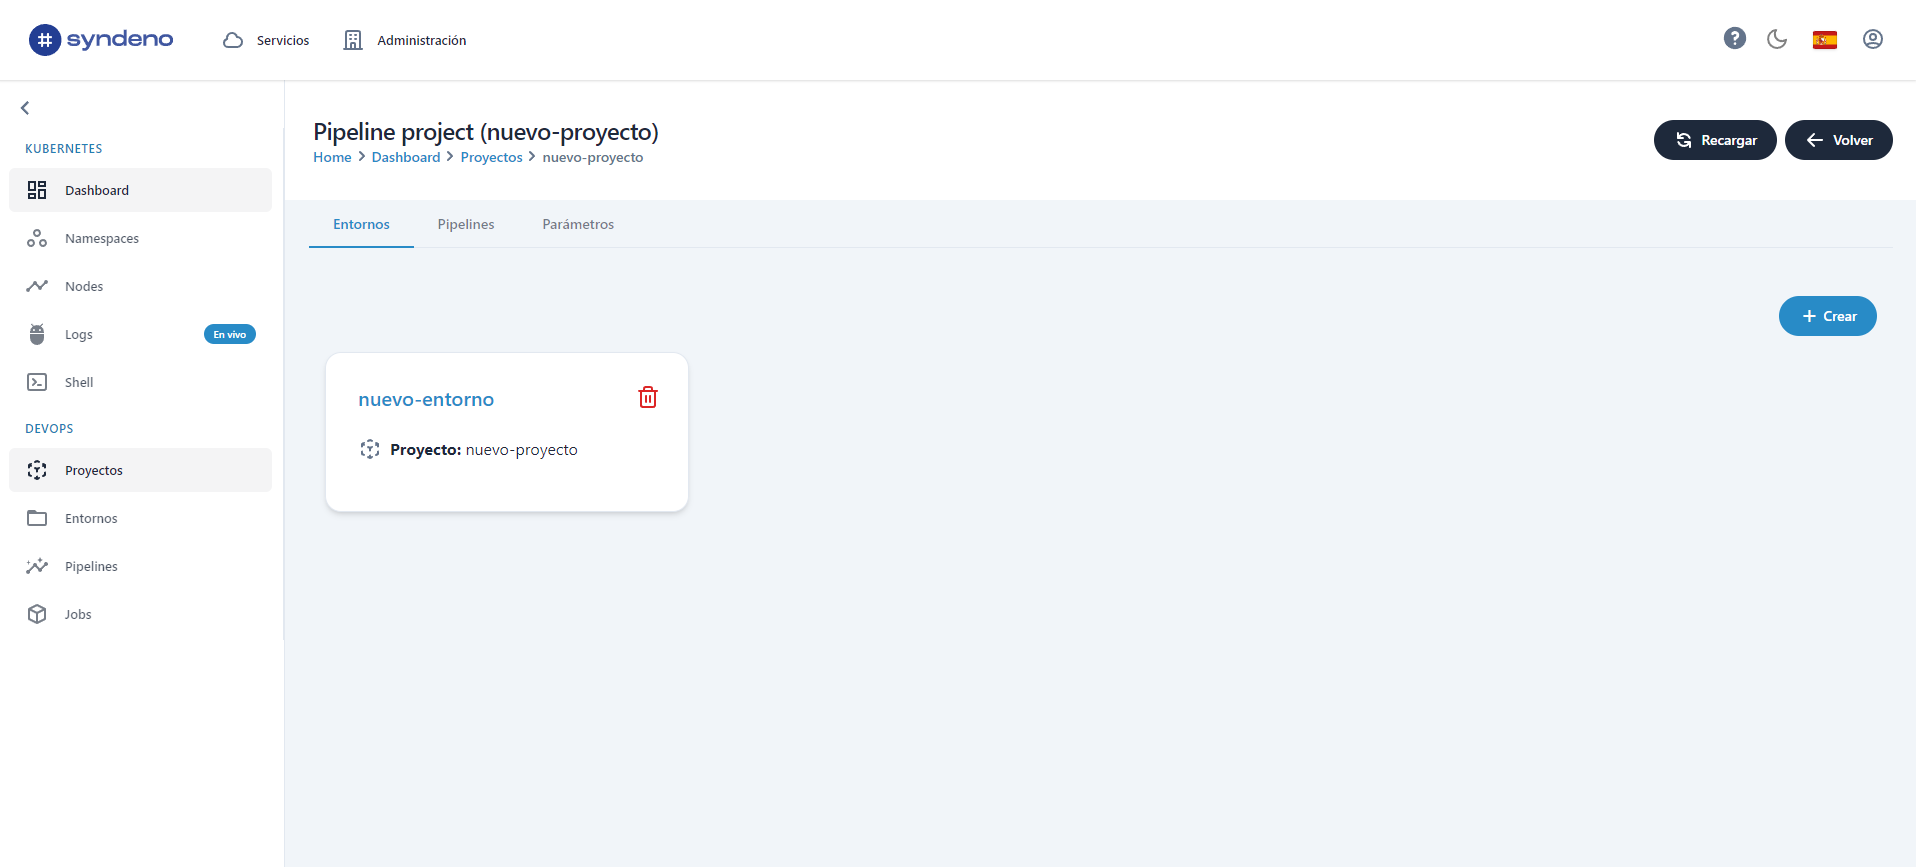 # syndeno
Servicios
Administración
?
KUBERNETES
Dashboard
Namespaces
Nodes
Logs
En vivo
Shell
DEVOPS
Proyectos
Entornos
Pipelines
Jobs
Pipeline project (nuevo-proyecto)
Home > Dashboard > Proyectos > nuevo-proyecto
Recargar
Volver
Entornos
Pipelines
Parámetros
+ Crear
nuevo-entorno
Proyecto: nuevo-proyecto